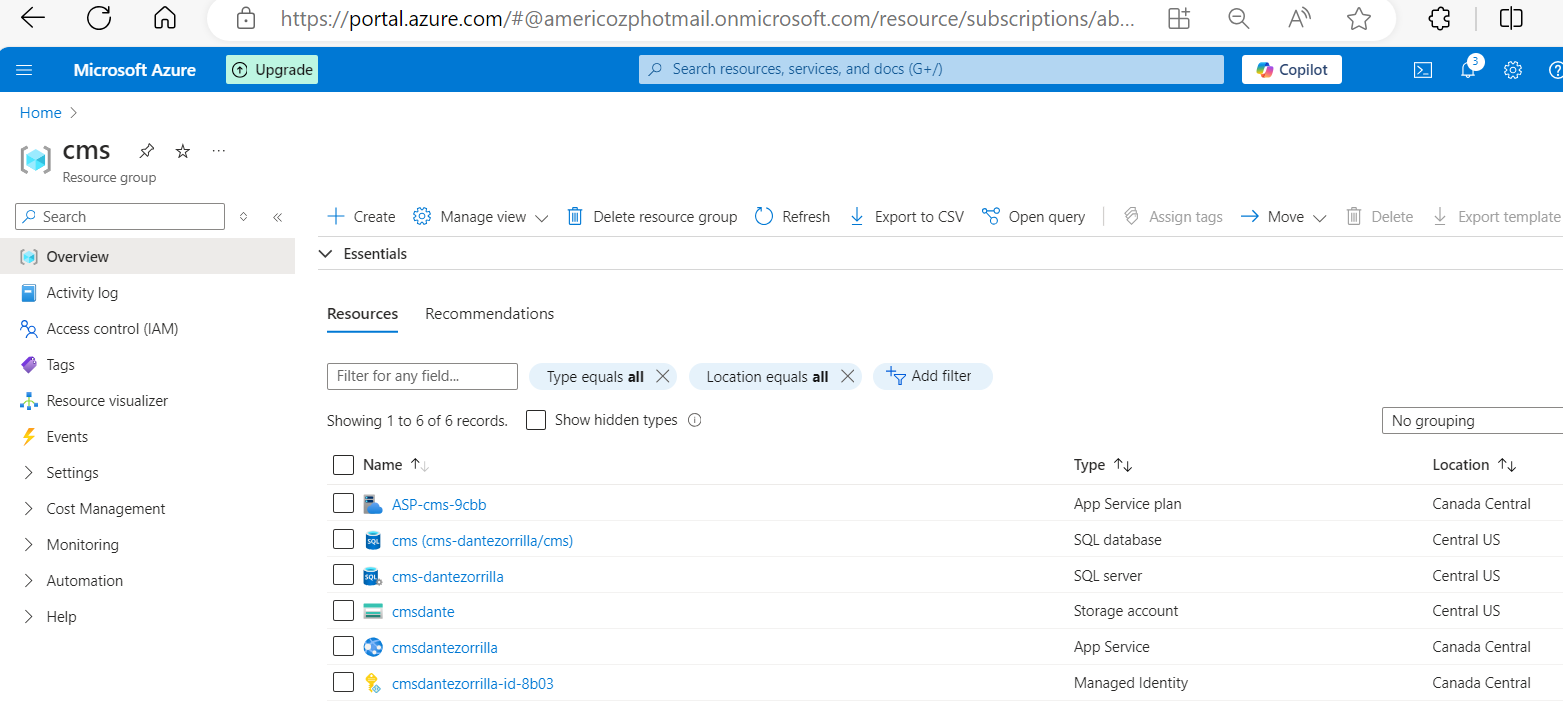 https://portal.azure.com/#@americozphotmail.onmicrosoft.com/resource/subscriptions/ab...
Microsoft Azure Upgrade Search resources, services, and docs (G+/) Copilot 3
Home >
cms ...
Resource group
Search « + Create Manage view Delete resource group Refresh Export to CSV Open query Assign tags Move Delete Export template
Overview
Essentials
Activity log
Access control (IAM)
Tags
Resource visualizer
Events
Settings
Cost Management
Monitoring
Automation
Help
Resources Recommendations
Filter for any field... Type equals all Location equals all Add filter
Showing 1 to 6 of 6 records. Show hidden types No grouping
Name Type Location
ASP-cms-9cbb App Service plan Canada Central
cms (cms-dantezorrilla/cms) SQL database Central US
cms-dantezorrilla SQL server Central US
cmsdante Storage account Central US
cmsdantezorrilla App Service Canada Central
cmsdantezorrilla-id-8b03 Managed Identity Canada Central